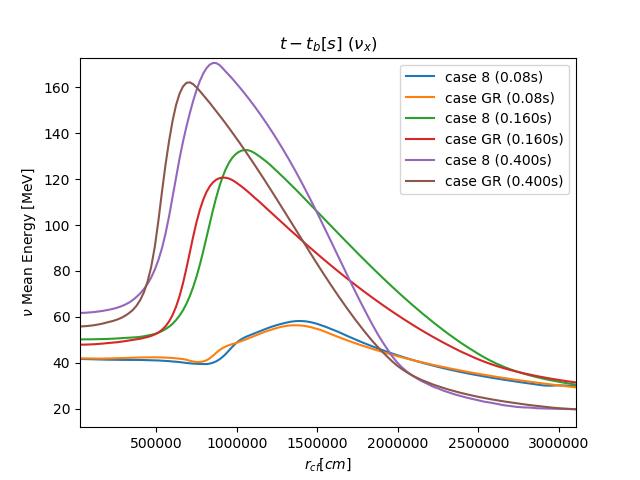 t − t_b[s] (ν_x)
ν Mean Energy [MeV]
160
140
120
100
80
60
40
20
case 8 (0.08s)
case GR (0.08s)
case 8 (0.160s)
case GR (0.160s)
case 8 (0.400s)
case GR (0.400s)
500000 1000000 1500000 2000000 2500000 3000000
r_cf[cm]